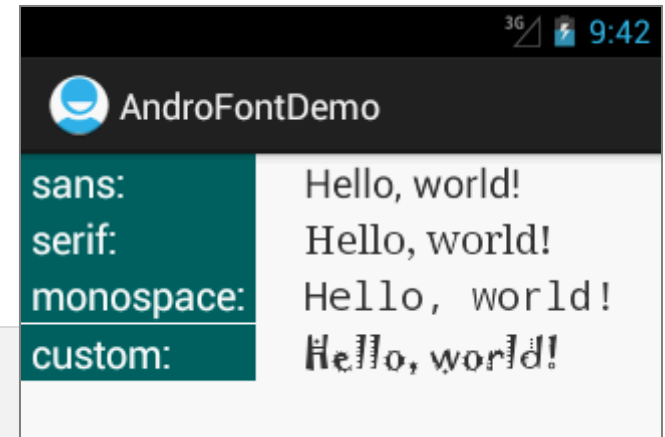 3G 9:42
AndroFontDemo
sans: Hello, world!
serif: Hello, world!
monospace: Hello, world!
custom: Hello, world!